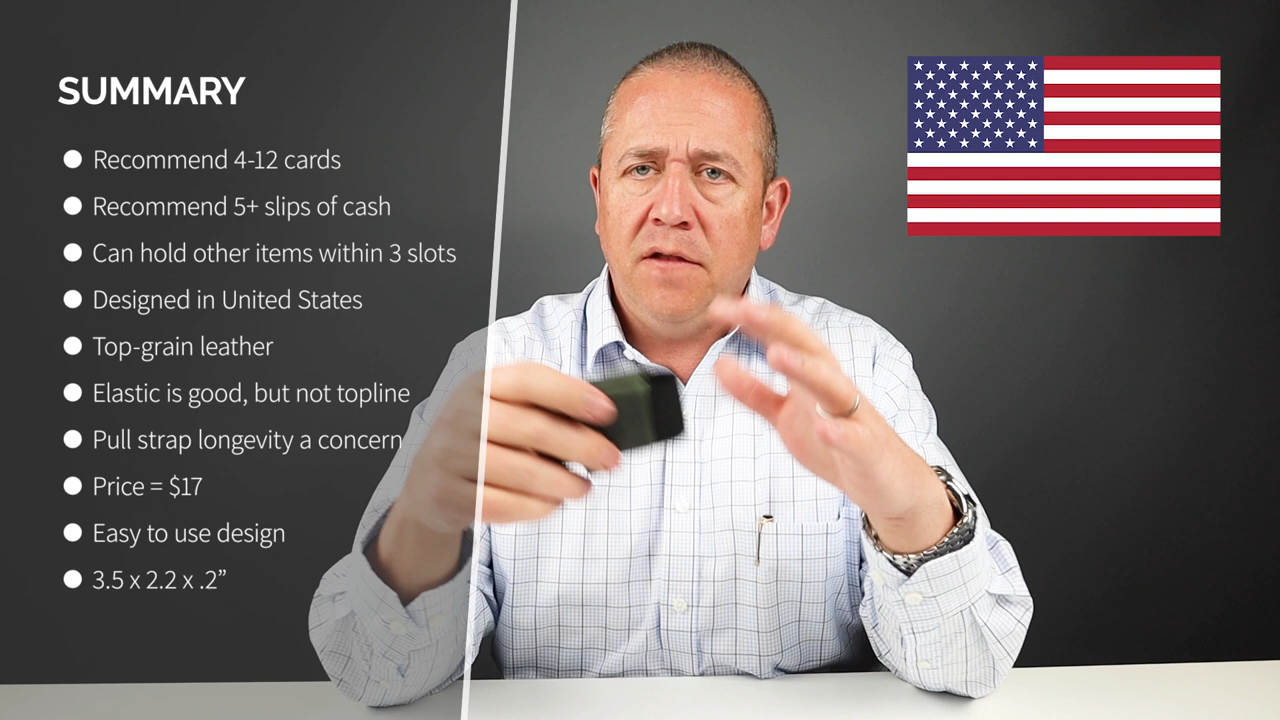 SUMMARY
Recommend 4-12 cards
Recommend 5+ slips of cash
Can hold other items within 3 slots
Designed in United States
Top-grain leather
Elastic is good, but not topline
Pull strap longevity a concern
Price = $17
Easy to use design
3.5 x 2.2 x .2”